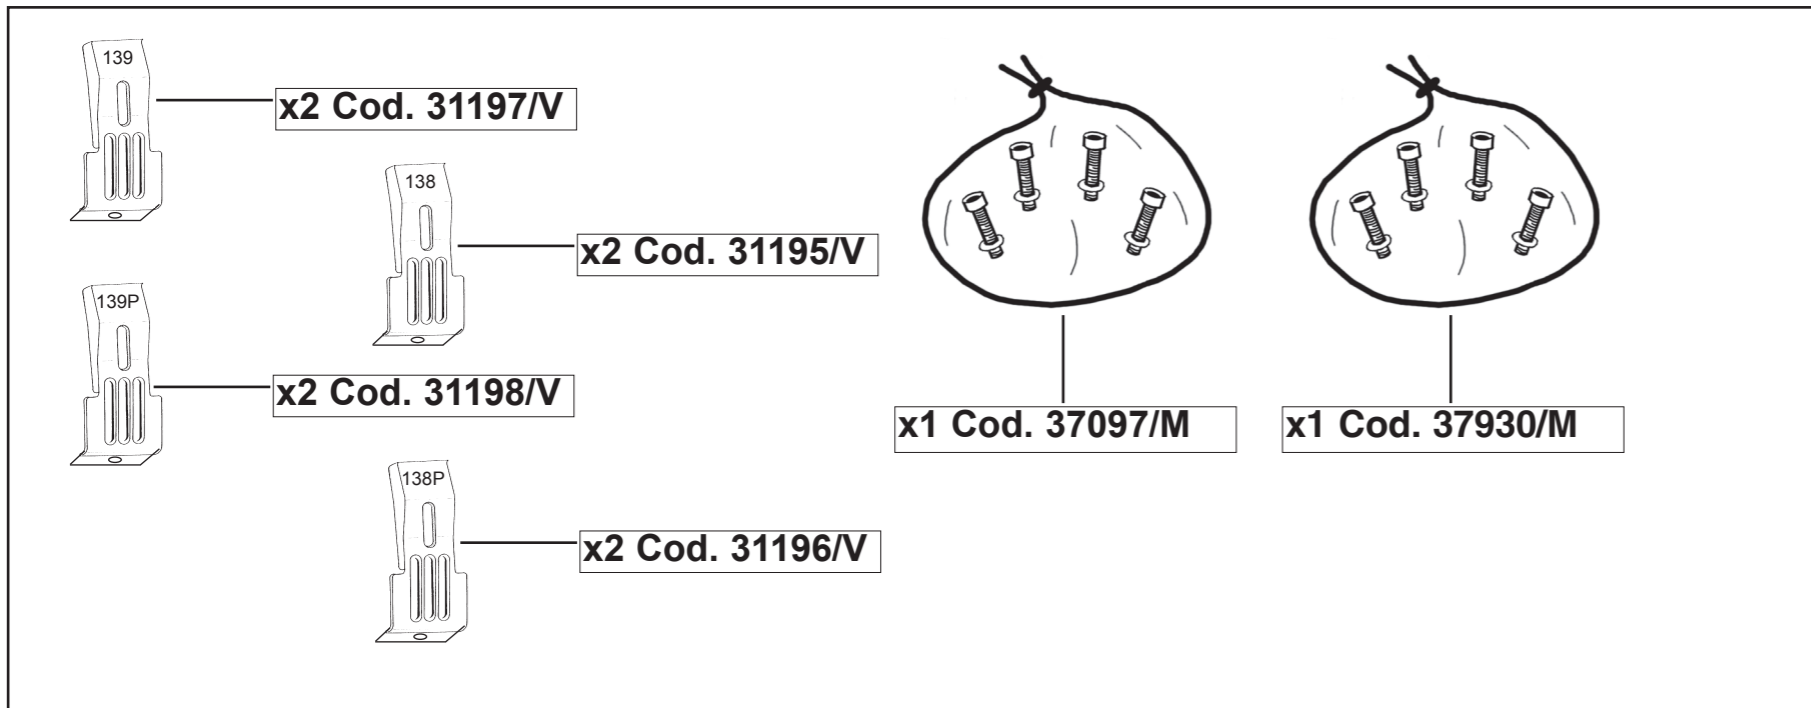 139
x2 Cod. 31197/V
138
x2 Cod. 31195/V
139P
x2 Cod. 31198/V
138P
x2 Cod. 31196/V
x1 Cod. 37097/M
x1 Cod. 37930/M